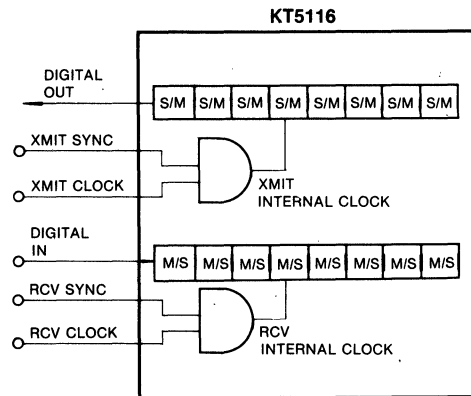 KT5116
DIGITAL
OUT
S/M S/M S/M S/M S/M S/M S/M S/M
XMIT SYNC
XMIT CLOCK
XMIT
INTERNAL CLOCK
DIGITAL
IN
M/S M/S M/S M/S M/S M/S M/S M/S
RCV SYNC
RCV CLOCK
RCV
INTERNAL CLOCK